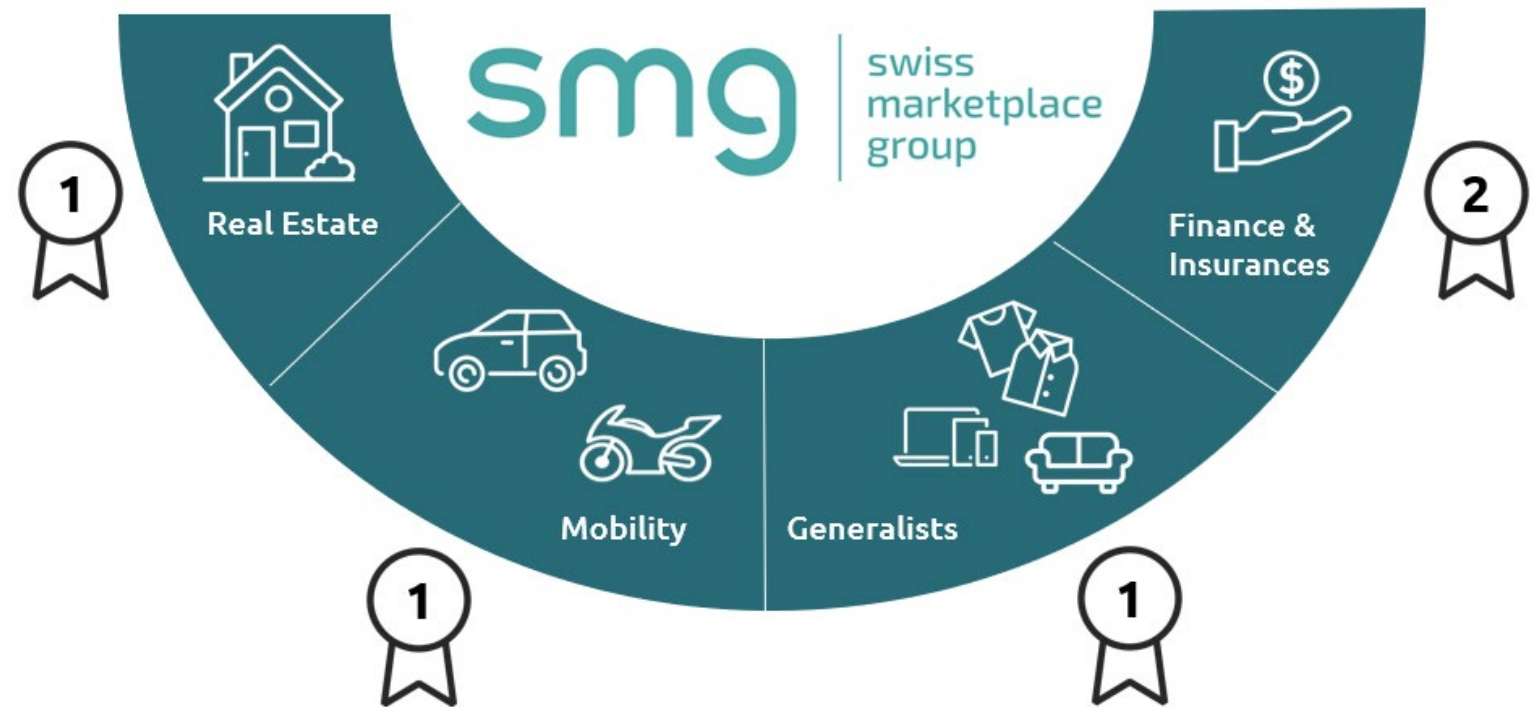 smg
swiss
marketplace
group
$
1
Real Estate
Finance &
Insurances
2
Mobility
Generalists
1
1